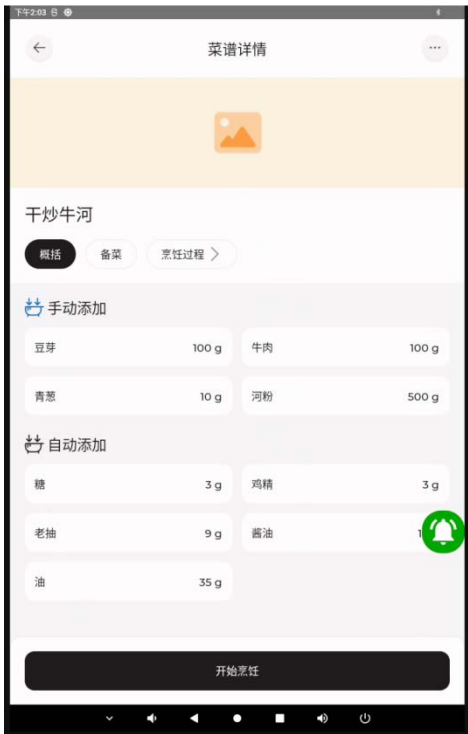 下午2:03
菜谱详情
干炒牛河
概括 备菜 烹饪过程
手动添加
豆芽 100 g 牛肉 100 g
青葱 10 g 河粉 500 g
自动添加
糖 3 g 鸡精 3 g
老抽 9 g 酱油
油 35 g
开始烹饪